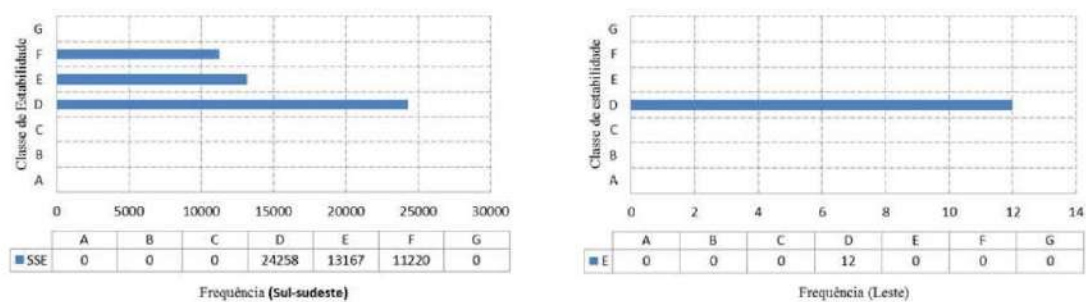 Classe de Estabilidade
G
F
E
D
C
B
A
0 5000 10000 15000 20000 25000 30000
A B C D E F G
SSE 0 0 0 24258 13167 11220 0
Frequência (Sul-sudeste)
Classe de estabilidade
G
F
E
D
C
B
A
0 2 4 6 8 10 12 14
A B C D E F G
E 0 0 0 12 0 0 0
Frequência (Leste)